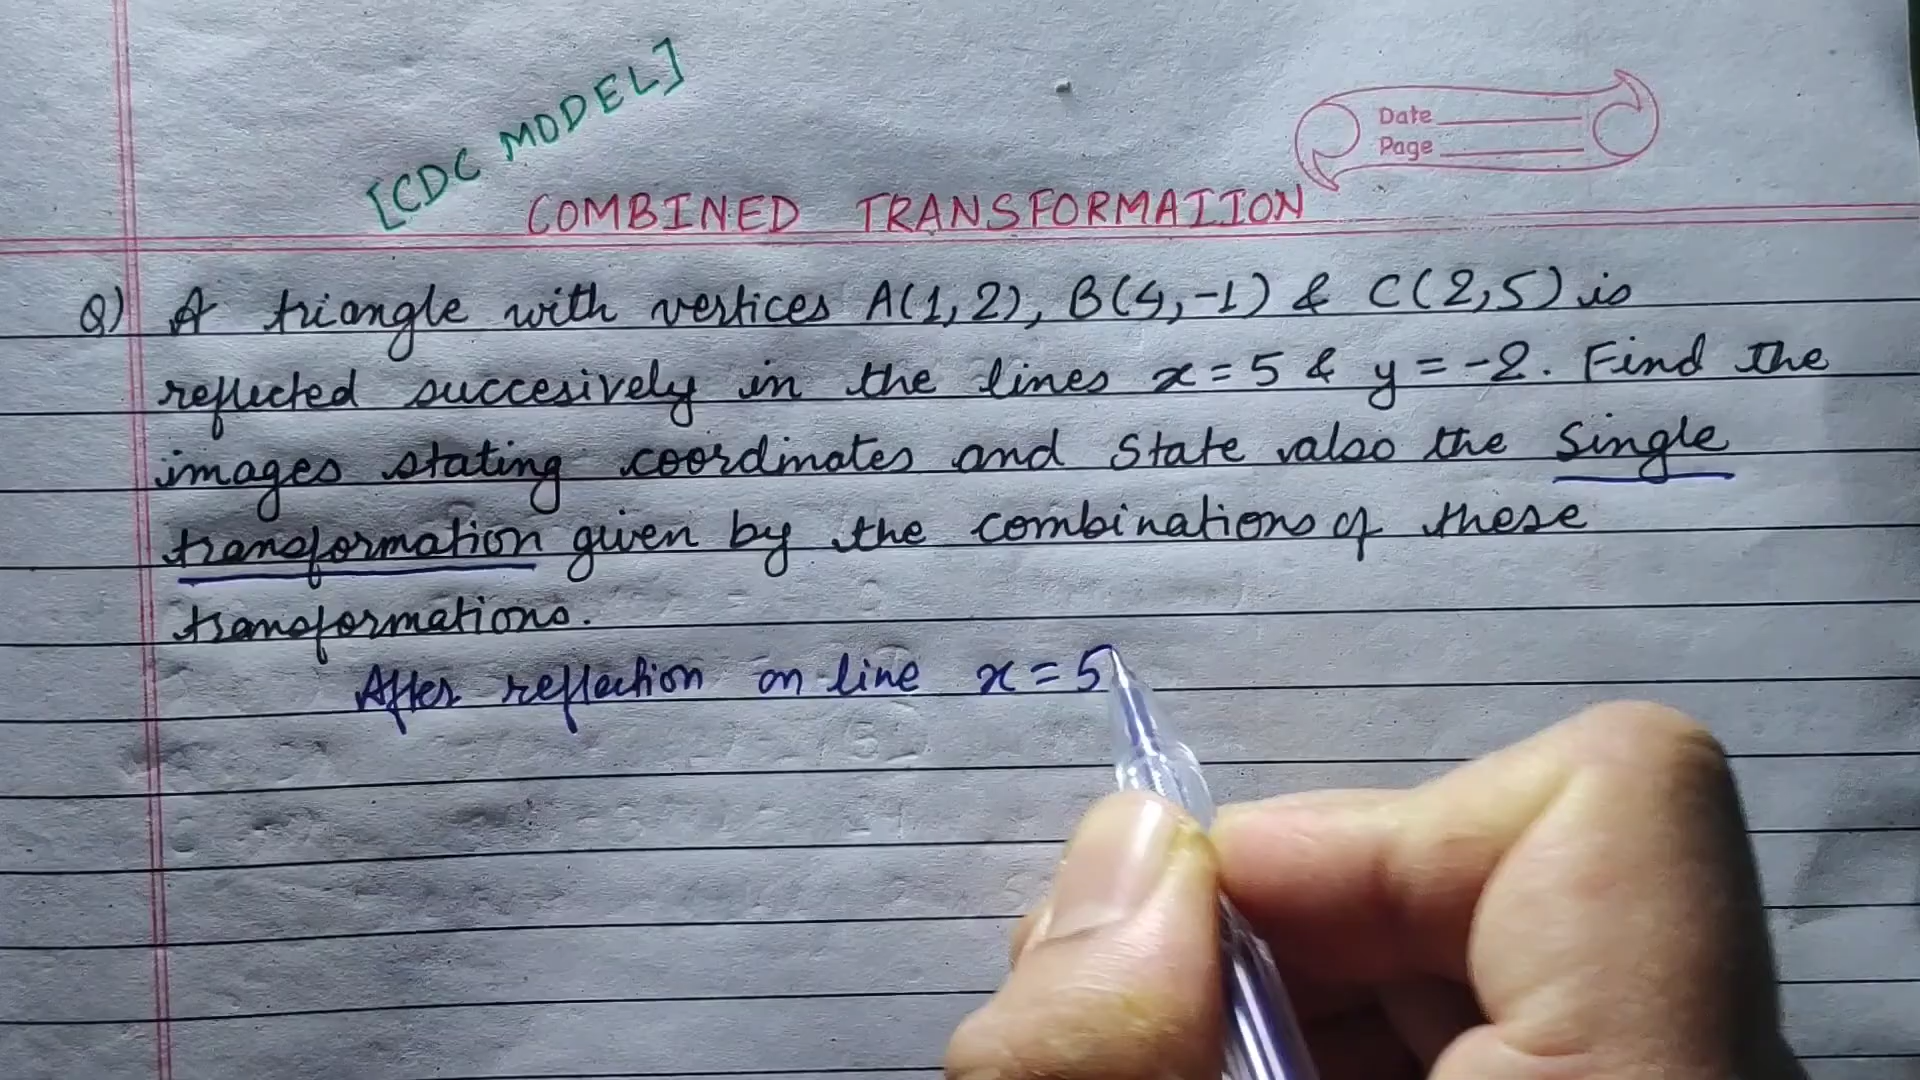 [CDC MODEL]
Date
Page
COMBINED TRANSFORMATION
Q) A triangle with vertices A(1,2), B(4,-1) & C(2,5) is
reflected succesively in the lines x=5 & y=-2. Find the
images stating coordinates and state also the single
transformation given by the combinations of these
transformations.
After reflection on line x=5